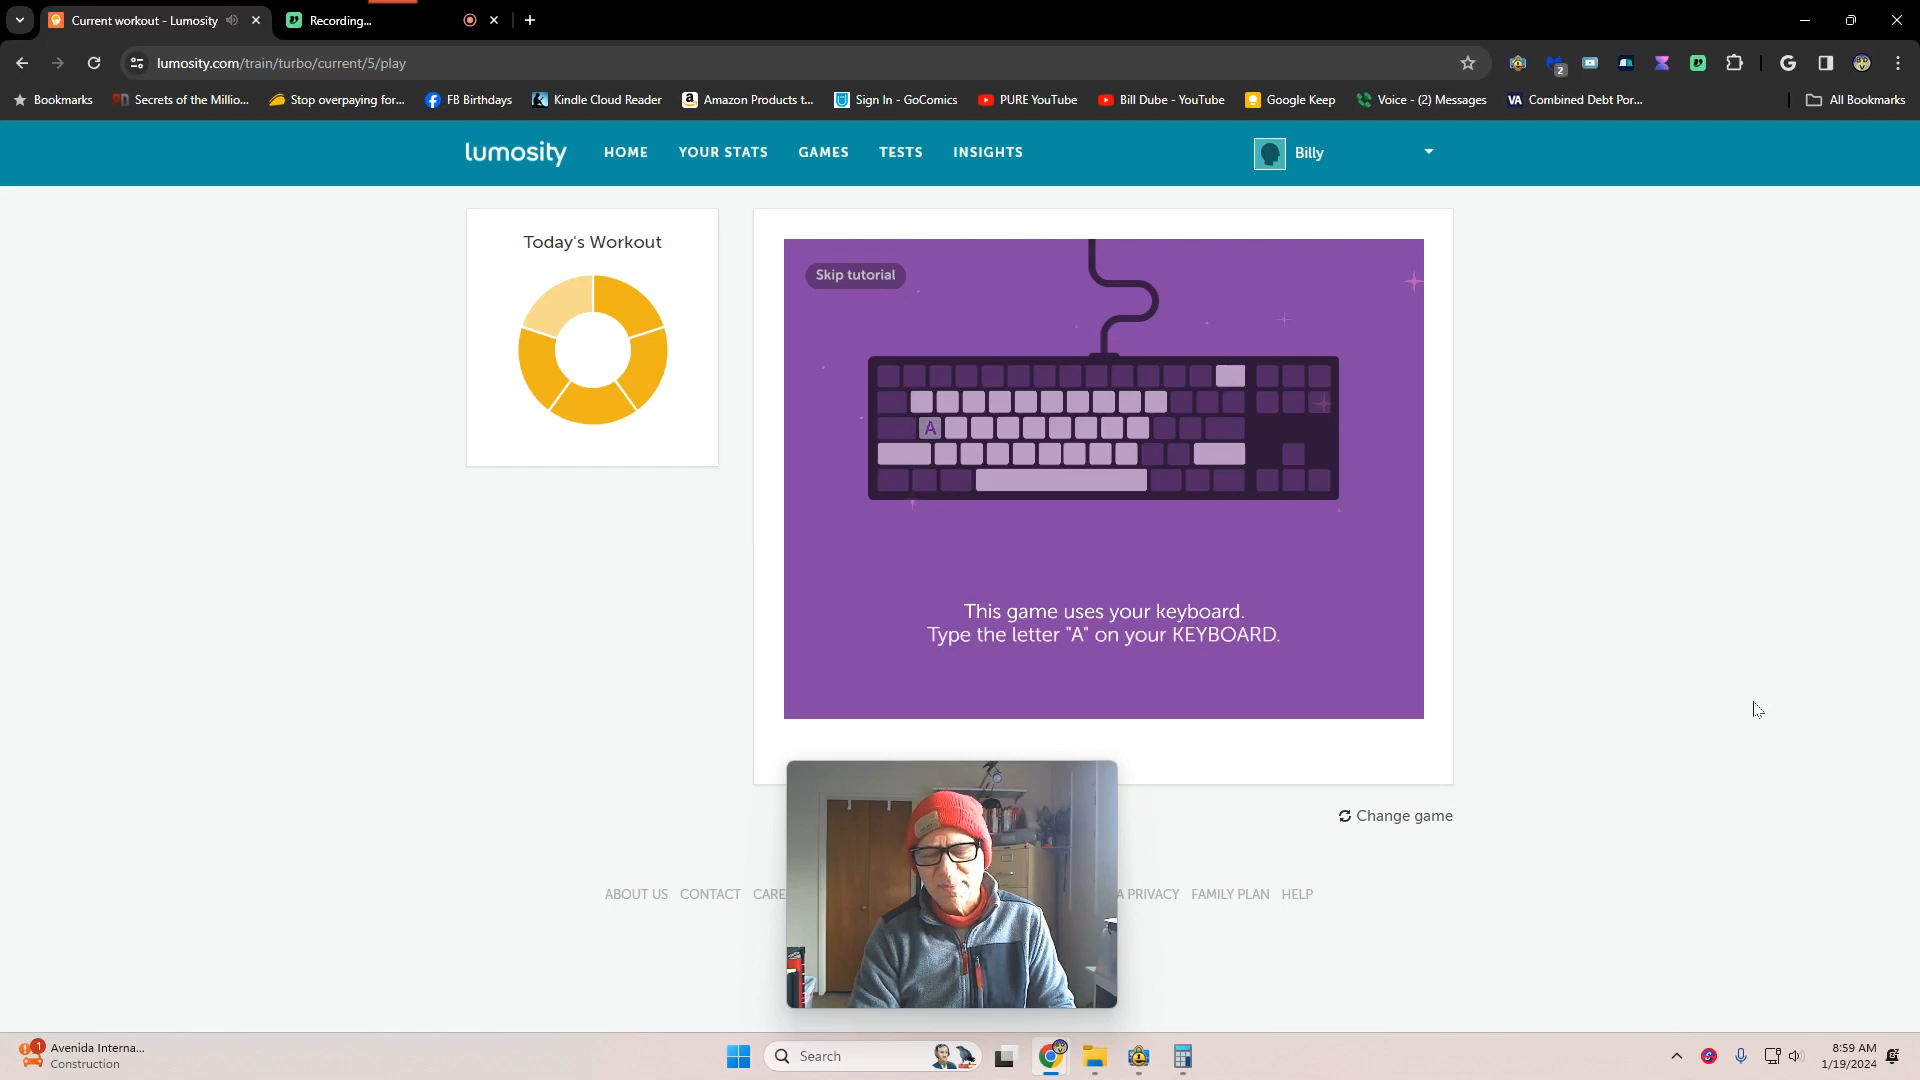 Current workout - Lumosity
Recording...
lumosity.com/train/turbo/current/5/play
2
Bookmarks
Secrets of the Millio...
Stop overpaying for...
FB Birthdays
Kindle Cloud Reader
Amazon Products t...
Sign In - GoComics
PURE YouTube
Bill Dube - YouTube
Google Keep
Voice - (2) Messages
VA Combined Debt Por...
All Bookmarks
lumosity
HOME
YOUR STATS
GAMES
TESTS
INSIGHTS
Billy
Today's Workout
Skip tutorial
A
This game uses your keyboard.
Type the letter "A" on your KEYBOARD.
Change game
ABOUT US
CONTACT
CARE
A PRIVACY
FAMILY PLAN
HELP
1
Avenida Interna...
Construction
Search
8:59 AM
1/19/2024